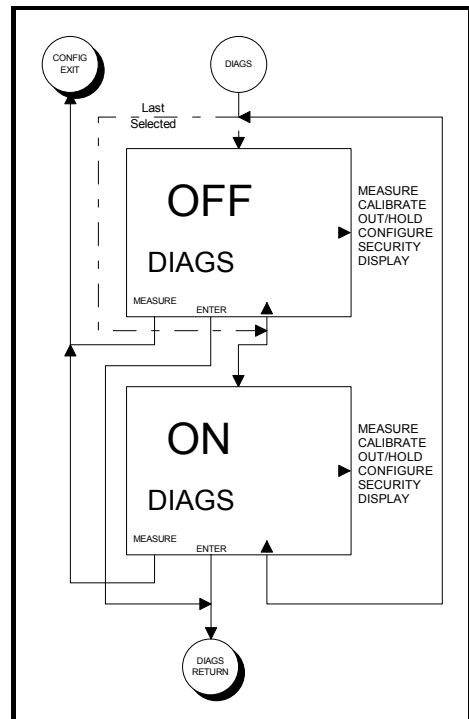 CONFIG
EXIT
DIAGS
Last
Selected
OFF
DIAGS
MEASURE
ENTER
MEASURE
CALIBRATE
OUT/HOLD
CONFIGURE
SECURITY
DISPLAY
ON
DIAGS
MEASURE
ENTER
MEASURE
CALIBRATE
OUT/HOLD
CONFIGURE
SECURITY
DISPLAY
DIAGS
RETURN